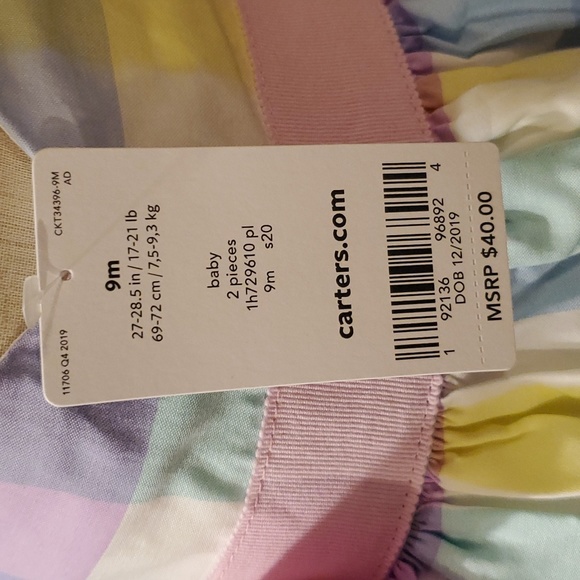 11706 Q4 2019
CKT34396-9M
AD
9m
27-28.5 in / 17-21 lb
69-72 cm / 7,5-9,3 kg
baby
2 pieces
1h729610 pl
9m s20
carters.com
1 92136 96892 4
DOB 12/2019
MSRP $40.00